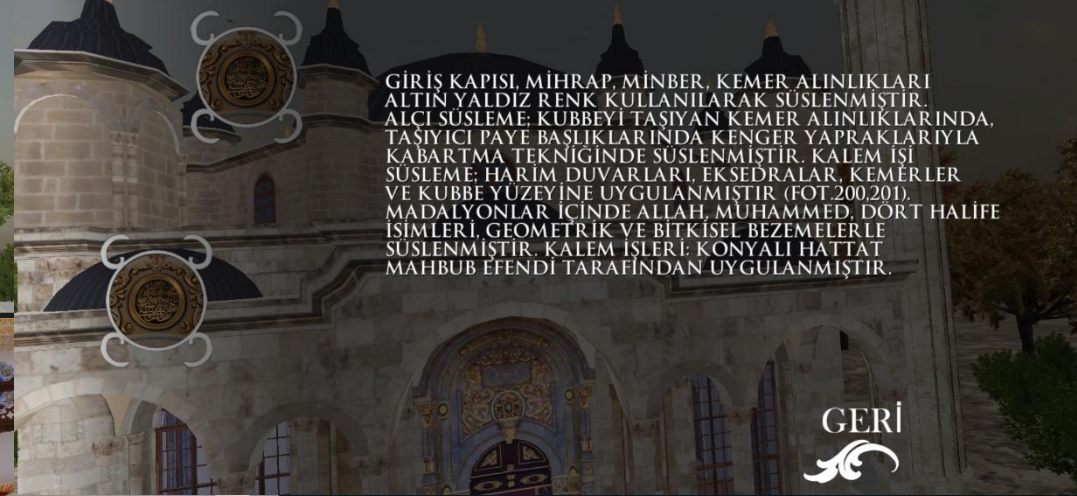 GİRİŞ KAPISI, MİHRAP, MİNBER, KEMER ALINLIKLARI
ALTIN YALDIZ RENK KULLANILARAK SÜSLENMİŞTİR.
ALÇI SÜSLEME; KUBBEYİ TAŞIYAN KEMER ALINLIKLARINDA,
TAŞIYICI PAYE BAŞLIKLARINDA KENGER YAPRAKLARIYLA
KABARTMA TEKNİĞİNDE SÜSLENMİŞTİR. KALEM İŞİ
SÜSLEME; HARİM DUVARLARI, EKSEDRALAR, KEMERLER
VE KUBBE YÜZEYİNE UYGULANMIŞTIR (FOT.200,201).
MADALYONLAR İÇİNDE ALLAH, MUHAMMED, DÖRT HALİFE
İSİMLERİ, GEOMETRİK VE BİTKİSEL BEZEMELERLE
SÜSLENMİŞTİR. KALEM İŞLERİ; KONYALI HATTAT
MAHBUB EFENDİ TARAFINDAN UYGULANMIŞTIR.
GERİ